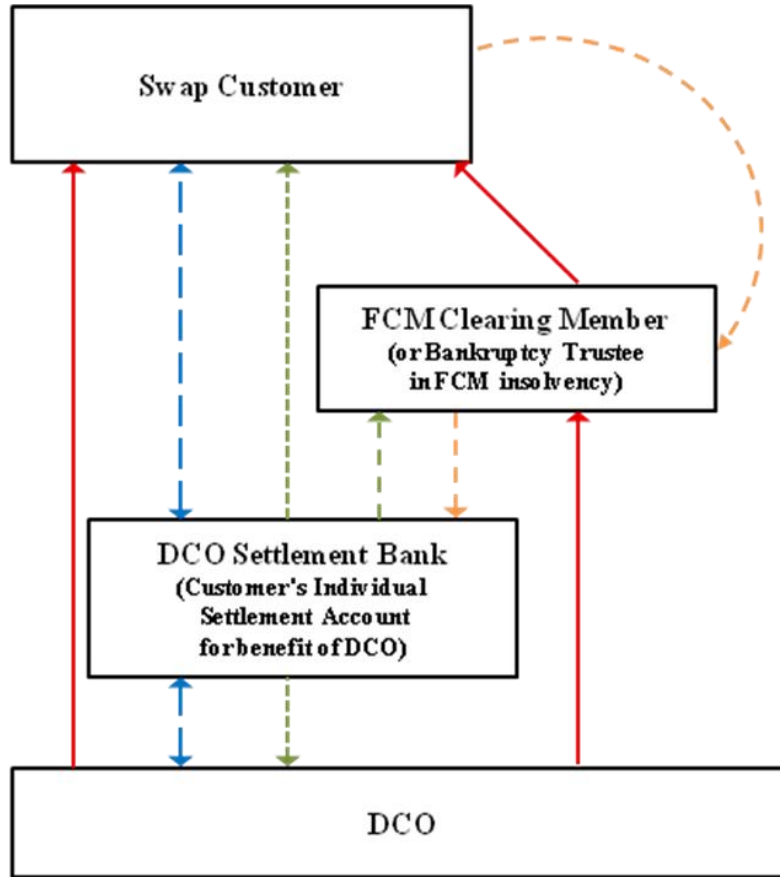 Swap Customer
FCM Clearing Member
(or Bankruptcy Trustee
in FCM insolvency)
DCO Settlement Bank
(Customer's Individual
Settlement Account
for benefit of DCO)
DCO